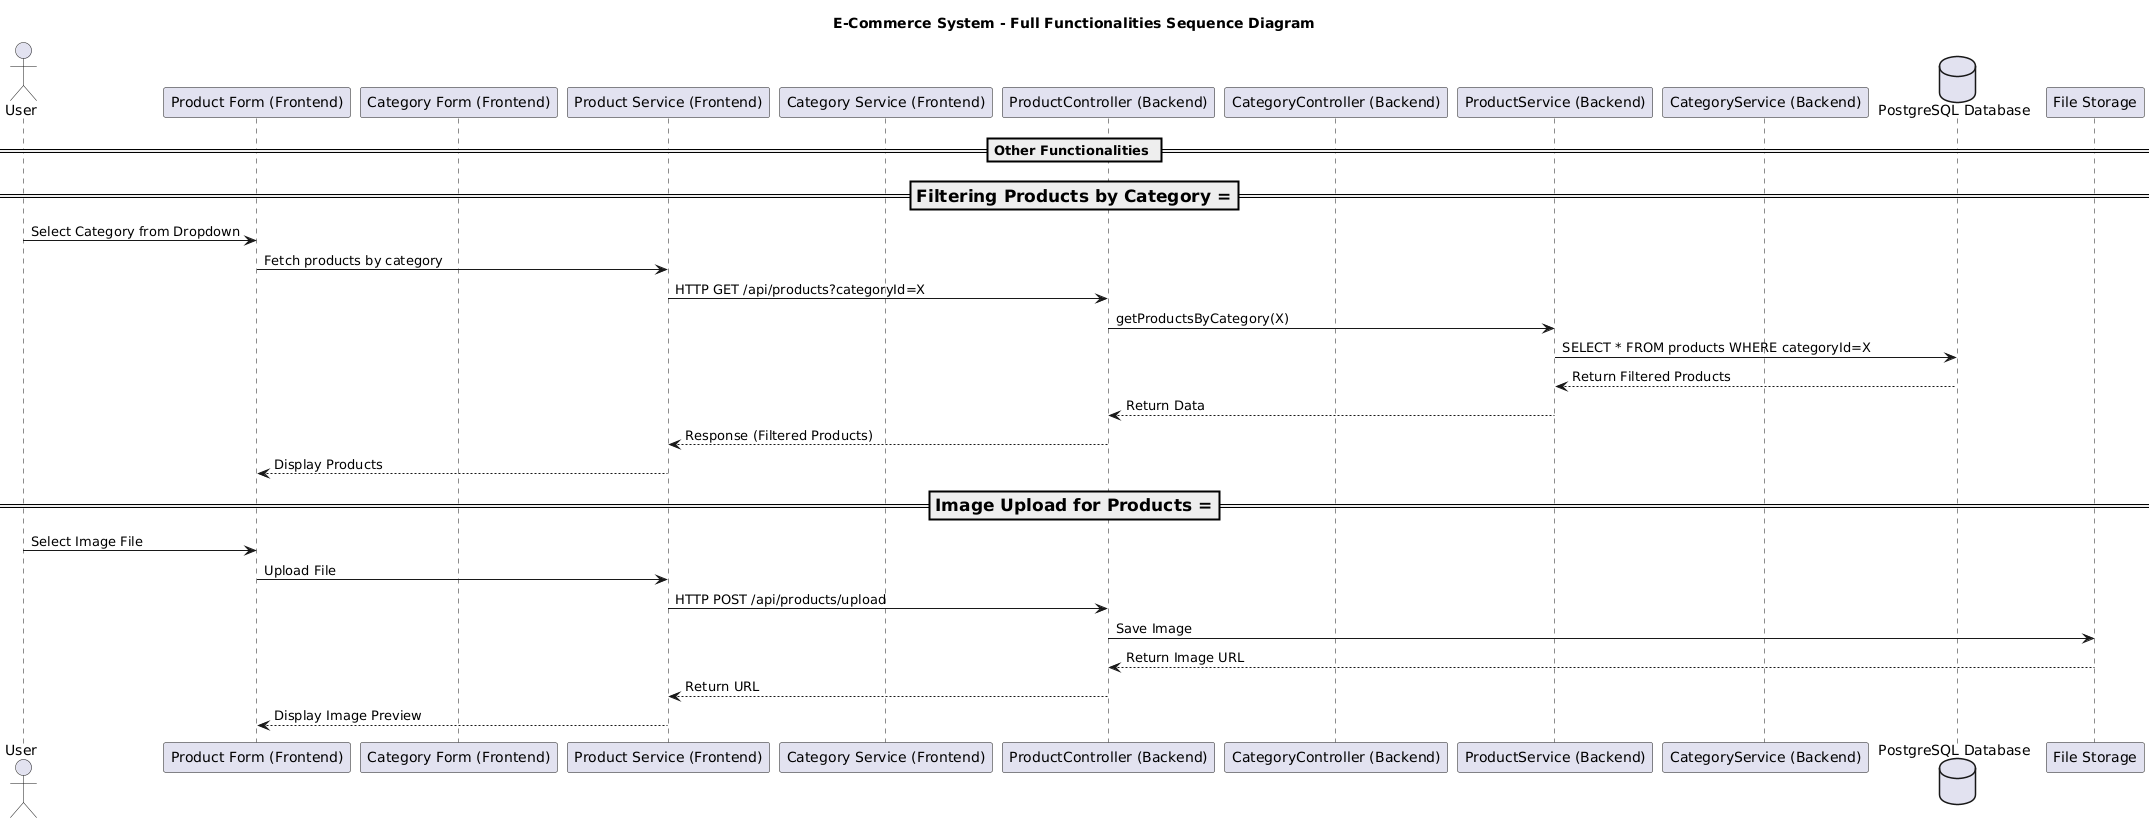 E-Commerce System - Full Functionalities Sequence Diagram
User
Product Form (Frontend)
Category Form (Frontend)
Product Service (Frontend)
Category Service (Frontend)
ProductController (Backend)
CategoryController (Backend)
ProductService (Backend)
CategoryService (Backend)
PostgreSQL Database
File Storage
Other Functionalities
Filtering Products by Category =
Select Category from Dropdown
Fetch products by category
HTTP GET /api/products?categoryId=X
getProductsByCategory(X)
SELECT * FROM products WHERE categoryId=X
Return Filtered Products
Return Data
Response (Filtered Products)
Display Products
Image Upload for Products =
Select Image File
Upload File
HTTP POST /api/products/upload
Save Image
Return Image URL
Return URL
Display Image Preview
User
Product Form (Frontend)
Category Form (Frontend)
Product Service (Frontend)
Category Service (Frontend)
ProductController (Backend)
CategoryController (Backend)
ProductService (Backend)
CategoryService (Backend)
PostgreSQL Database
File Storage